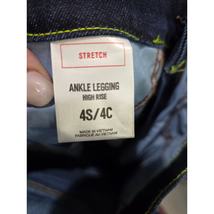 STRETCH
ANKLE LEGGING
HIGH RISE
4S/4C
MADE IN VIETNAM
FABRIQUÉ AU VIETNAM